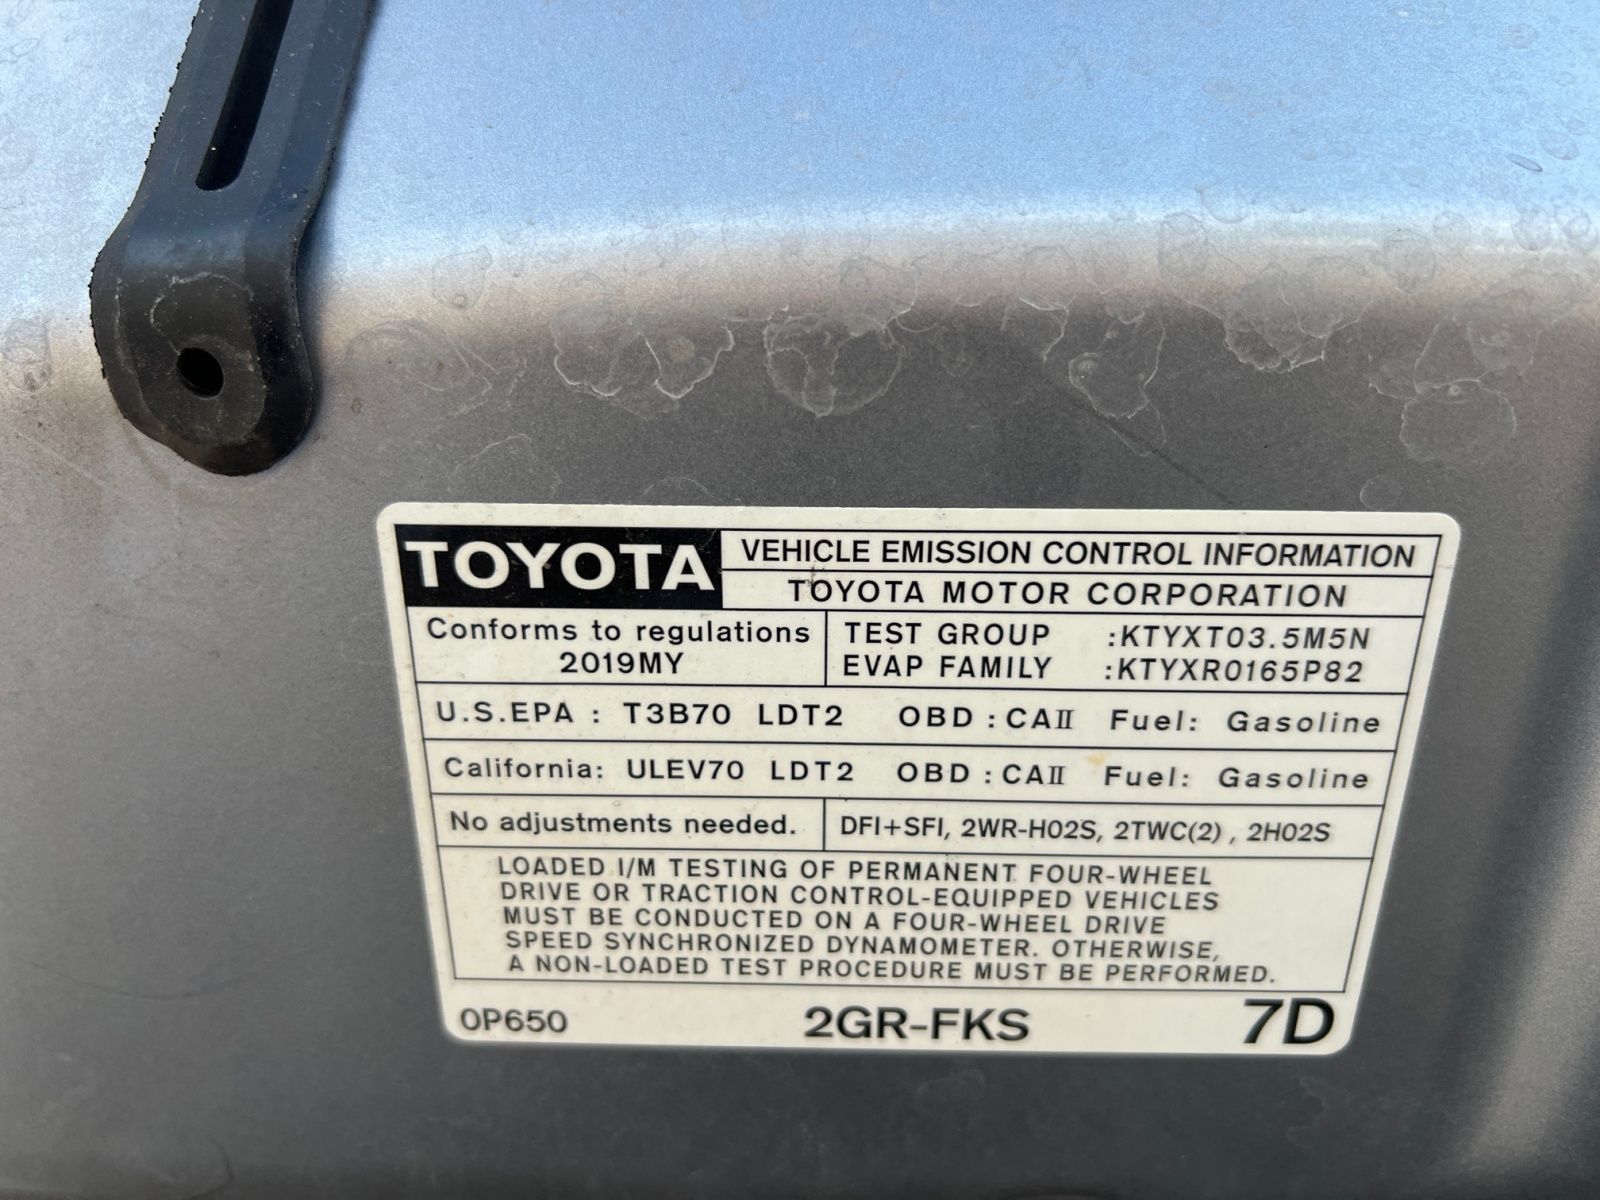 TOYOTA
VEHICLE EMISSION CONTROL INFORMATION
TOYOTA MOTOR CORPORATION
Conforms to regulations
2019MY
TEST GROUP :KTYXT03.5M5N
EVAP FAMILY :KTYXR0165P82
U.S.EPA : T3B70 LDT2 OBD : CAⅡ Fuel: Gasoline
California: ULEV70 LDT2 OBD : CAⅡ Fuel: Gasoline
No adjustments needed.
DFI+SFI, 2WR-HO2S, 2TWC(2) , 2HO2S
LOADED I/M TESTING OF PERMANENT FOUR-WHEEL
DRIVE OR TRACTION CONTROL-EQUIPPED VEHICLES
MUST BE CONDUCTED ON A FOUR-WHEEL DRIVE
SPEED SYNCHRONIZED DYNAMOMETER. OTHERWISE,
A NON-LOADED TEST PROCEDURE MUST BE PERFORMED.
0P650
2GR-FKS
7D